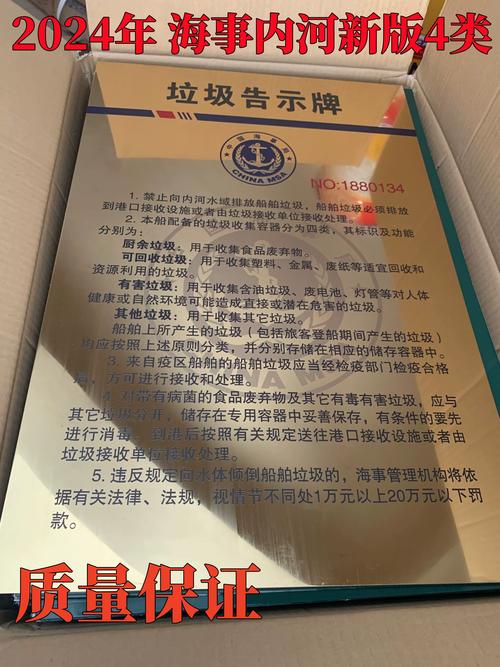 2024年 海事内河新版4类
垃圾告示牌
中国海事局
CHINA MSA
NO:1880134
1. 禁止向内河水域排放船舶垃圾，船舶垃圾必须排放
到港口接收设施或者由垃圾接收单位接收处理。
2. 本船配备的垃圾收集容器分为四类，其标识及功能
分别为：
厨余垃圾：用于收集食品废弃物。
可回收垃圾：用于收集塑料、金属、废纸等适宜回收和
资源利用的垃圾。
有害垃圾：用于收集含油垃圾、废电池、灯管等对人体
健康或自然环境可能造成直接或潜在危害的垃圾。
其他垃圾：用于收集其它垃圾。
船舶上所产生的垃圾（包括旅客登船期间产生的垃圾）
均应按照上述原则分类，并分别存储在相应的储存容器中。
3. 来自疫区船舶的船舶垃圾应当经检疫部门检疫合格
后，方可进行接收和处理。
4. 对带有病菌的食品废弃物及其它有毒有害垃圾，应与
其它垃圾分开，储存在专用容器中妥善保存，有条件的要先
进行消毒，到港后按照有关规定送往港口接收设施或者由
垃圾接收单位接收处理。
5. 违反规定向水体倾倒船舶垃圾的，海事管理机构将依
据有关法律、法规，视情节不同处1万元以上20万元以下罚
款。
CHINA MSA
质量保证